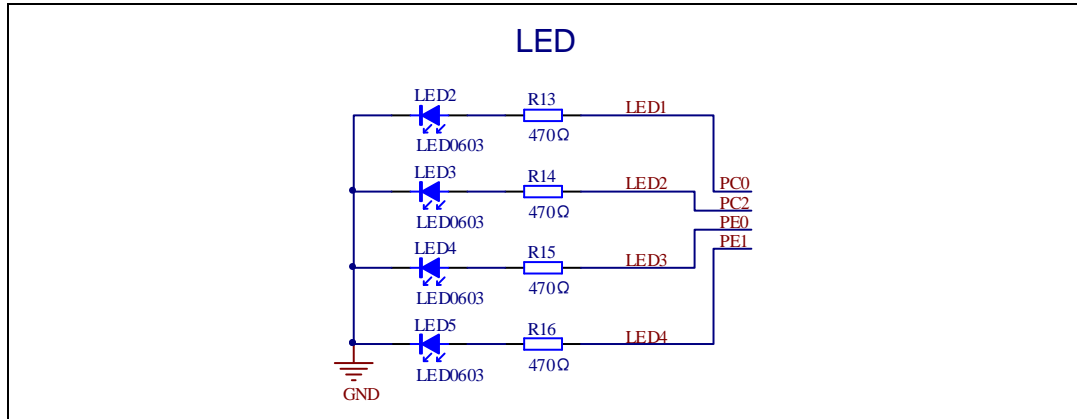 LED
LED2
R13
LED1
LED0603
470Ω
LED3
R14
LED2
PC0
LED0603
470Ω
PC2
PE0
LED4
R15
LED3
PE1
LED0603
470Ω
LED5
R16
LED4
LED0603
470Ω
GND